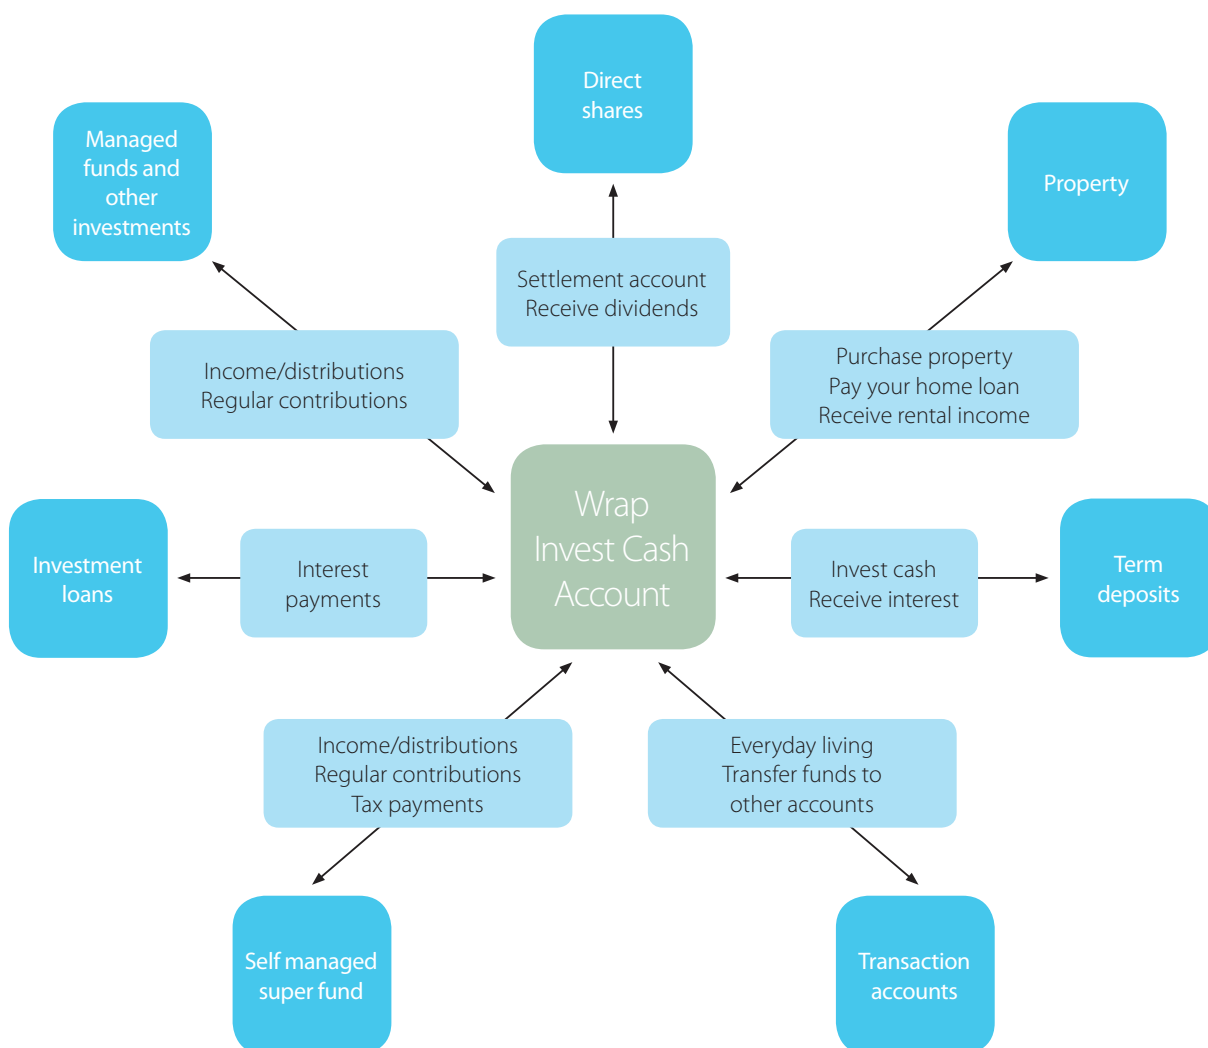 Direct
shares
Managed
funds and
other
investments
Property
Settlement account
Receive dividends
Income/distributions
Regular contributions
Purchase property
Pay your home loan
Receive rental income
Wrap
Invest Cash
Account
Investment
loans
Interest
payments
Invest cash
Receive interest
Term
deposits
Income/distributions
Regular contributions
Tax payments
Everyday living
Transfer funds to
other accounts
Self managed
super fund
Transaction
accounts